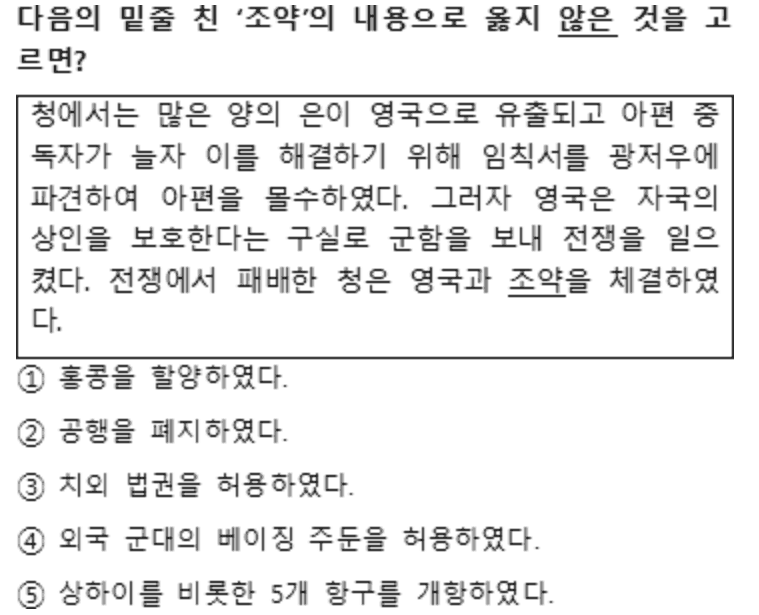 다음의 밑줄 친 ‘조약’의 내용으로 옳지 않은 것을 고
르면?
청에서는 많은 양의 은이 영국으로 유출되고 아편 중
독자가 늘자 이를 해결하기 위해 임칙서를 광저우에
파견하여 아편을 몰수하였다. 그러자 영국은 자국의
상인을 보호한다는 구실로 군함을 보내 전쟁을 일으
켰다. 전쟁에서 패배한 청은 영국과 조약을 체결하였
다.
① 홍콩을 할양하였다.
② 공행을 폐지하였다.
③ 치외 법권을 허용하였다.
④ 외국 군대의 베이징 주둔을 허용하였다.
⑤ 상하이를 비롯한 5개 항구를 개항하였다.